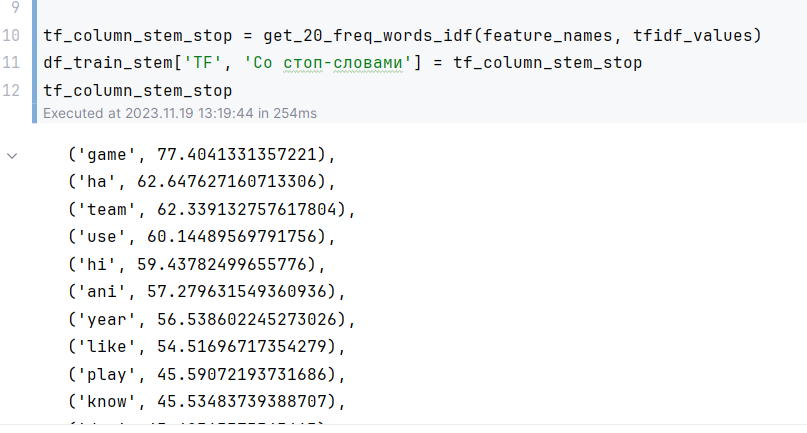 9
10 tf_column_stem_stop = get_20_freq_words_idf(feature_names, tfidf_values)
11 df_train_stem['TF', 'Со стоп-словами'] = tf_column_stem_stop
12 tf_column_stem_stop
Executed at 2023.11.19 13:19:44 in 254ms
('game', 77.4041331357221),
('ha', 62.647627160713306),
('team', 62.339132757617804),
('use', 60.14489569791756),
('hi', 59.43782499655776),
('ani', 57.279631549360936),
('year', 56.538602245273026),
('like', 54.51696717354279),
('play', 45.59072193731686),
('know', 45.53483739388707),